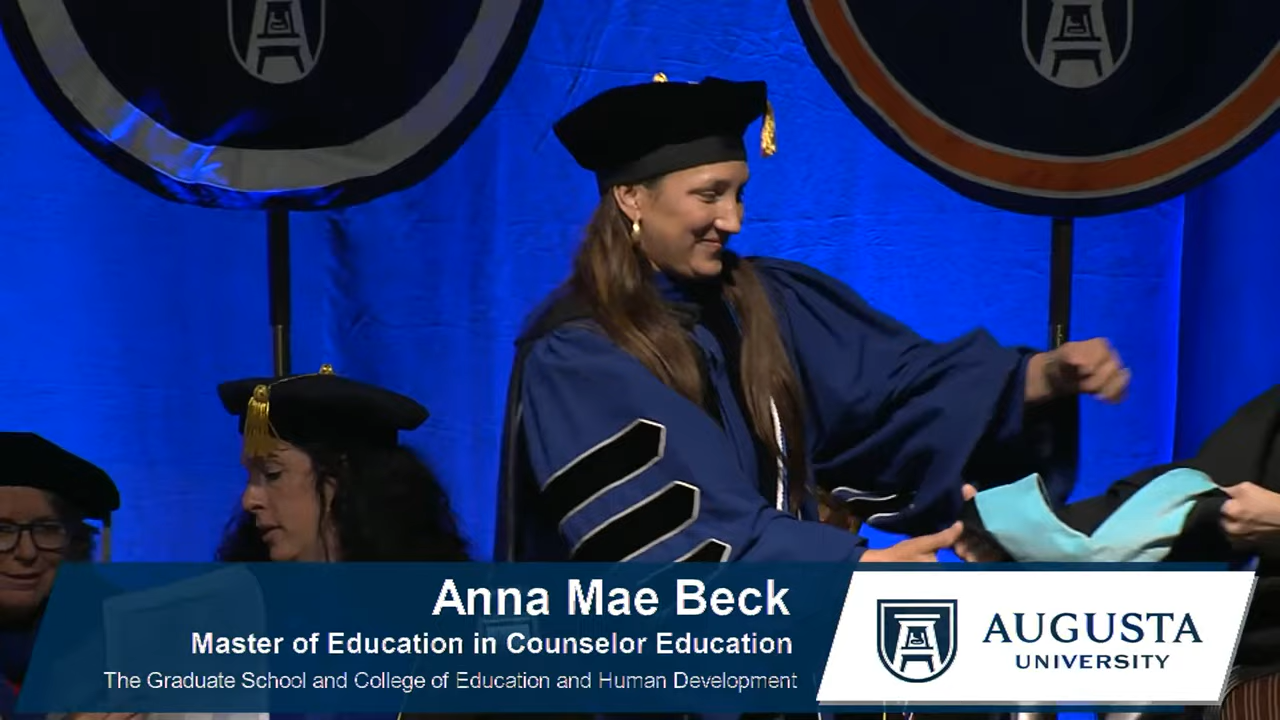 Anna Mae Beck
Master of Education in Counselor Education
The Graduate School and College of Education and Human Development
AUGUSTA
UNIVERSITY